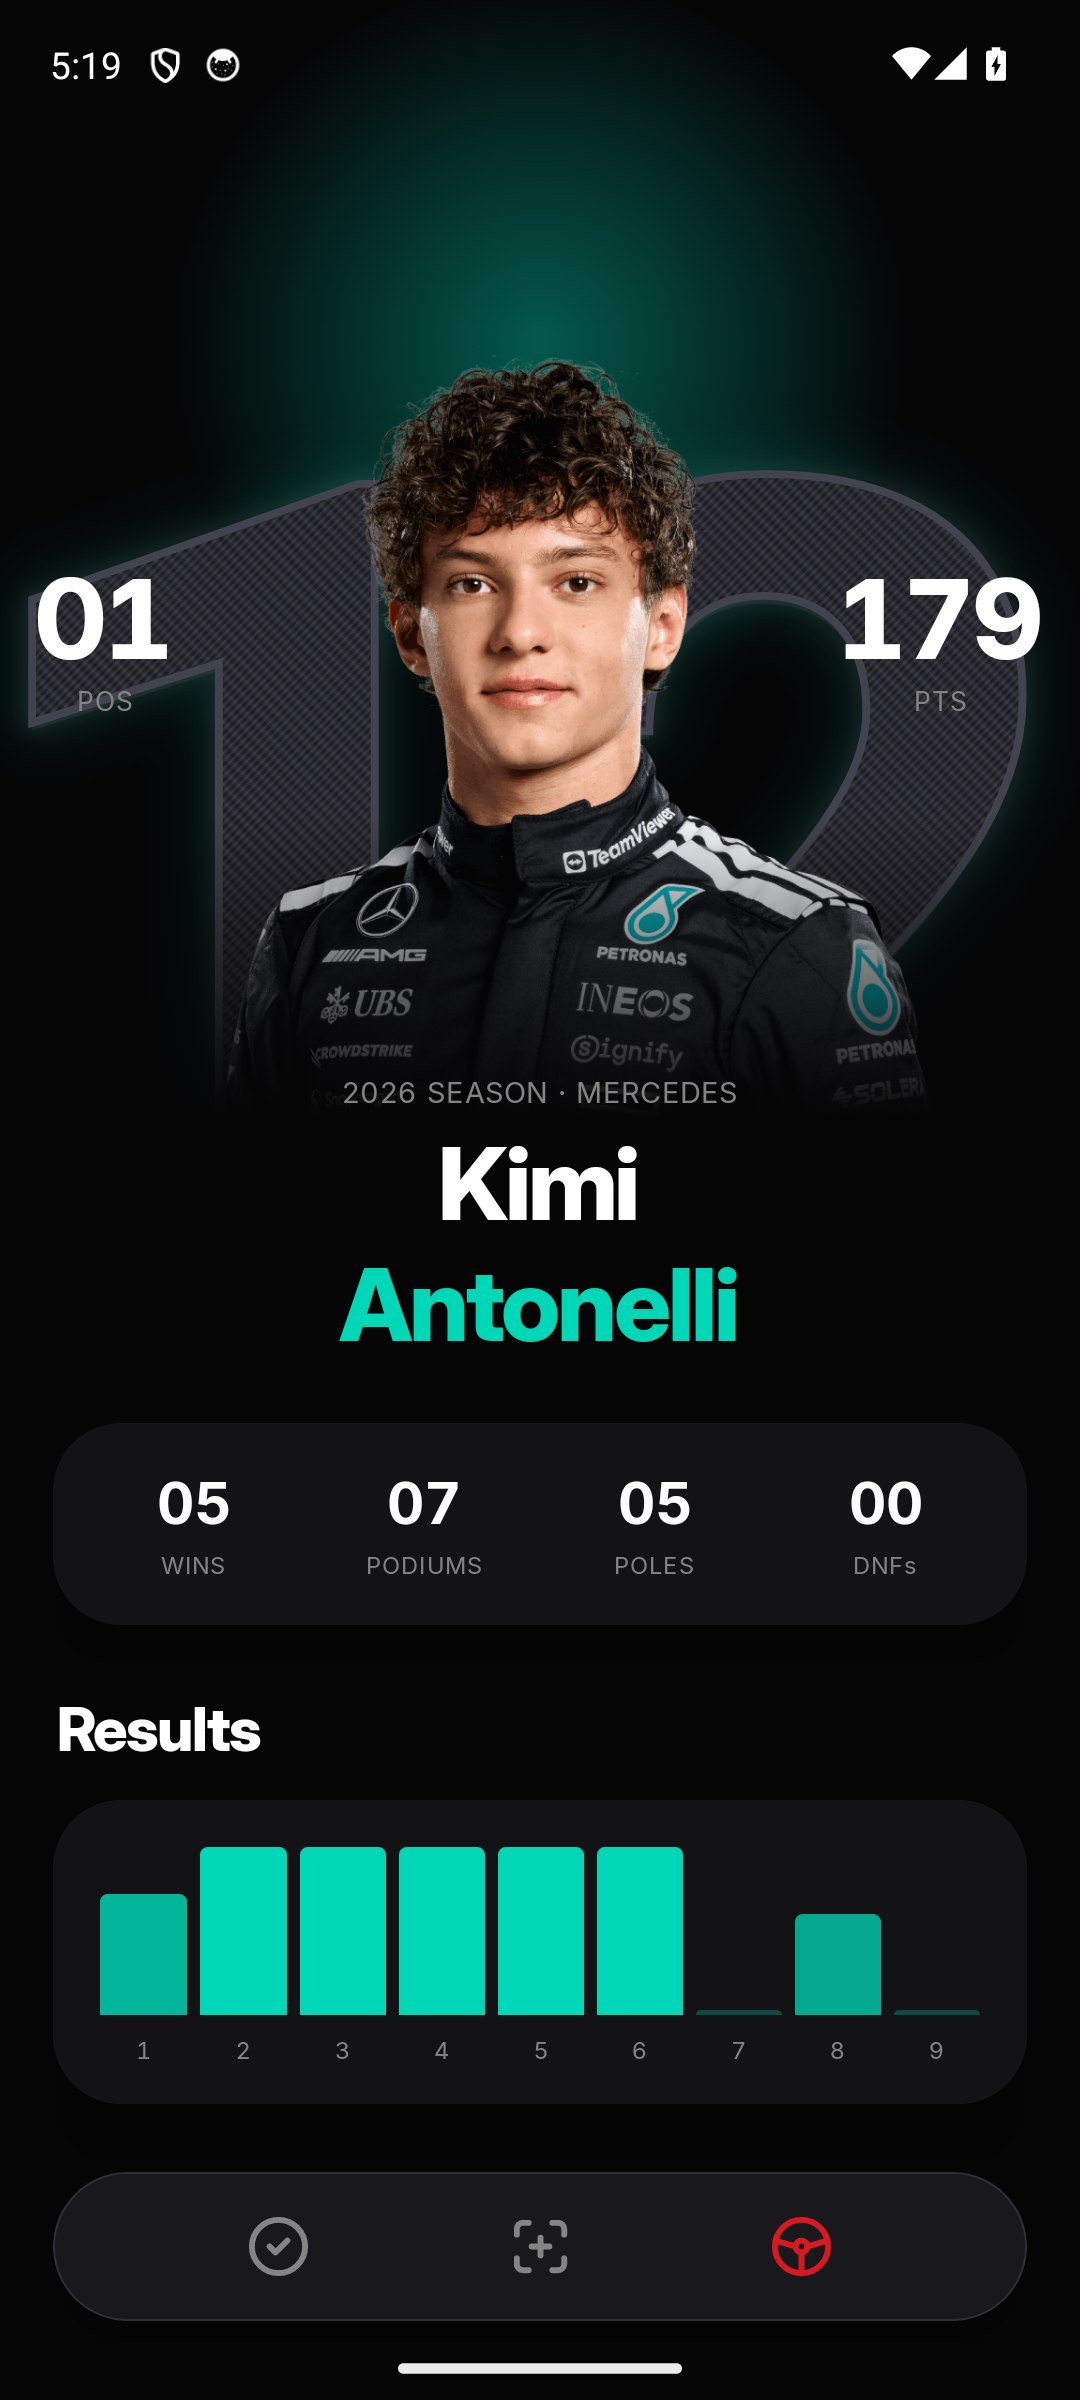 5:19
12
01
179
POS
PTS
TeamViewer
AMG
PETRONAS
UBS
INEOS
CROWDSTRIKE
Signify
PETRONAS
SOLERA
2026 SEASON · MERCEDES
Kimi
Antonelli
05
07
05
00
WINS
PODIUMS
POLES
DNFs
Results
1
2
3
4
5
6
7
8
9